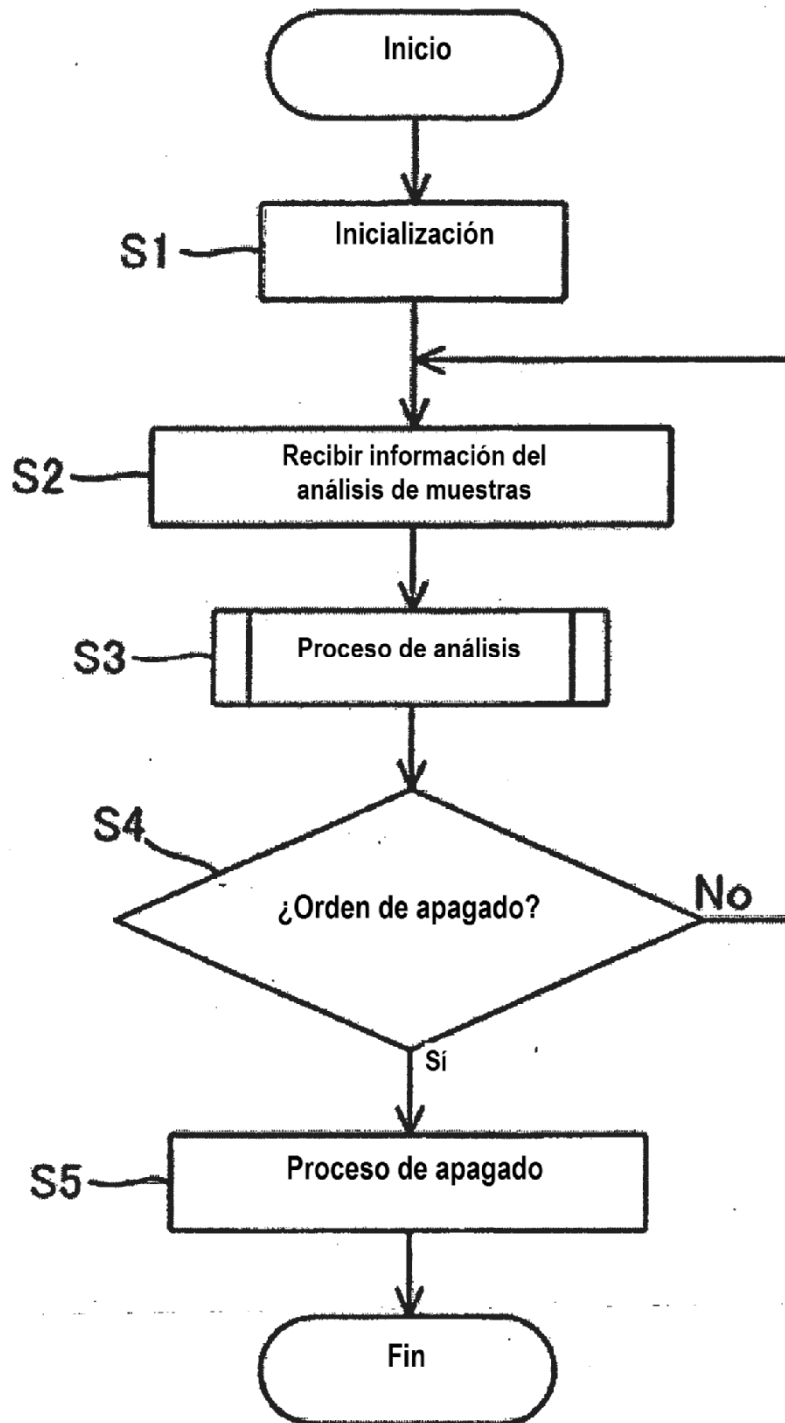 Inicio
S1
Inicialización
S2
Recibir información del
análisis de muestras
S3
Proceso de análisis
S4
¿Orden de apagado?
No
Sí
S5
Proceso de apagado
Fin